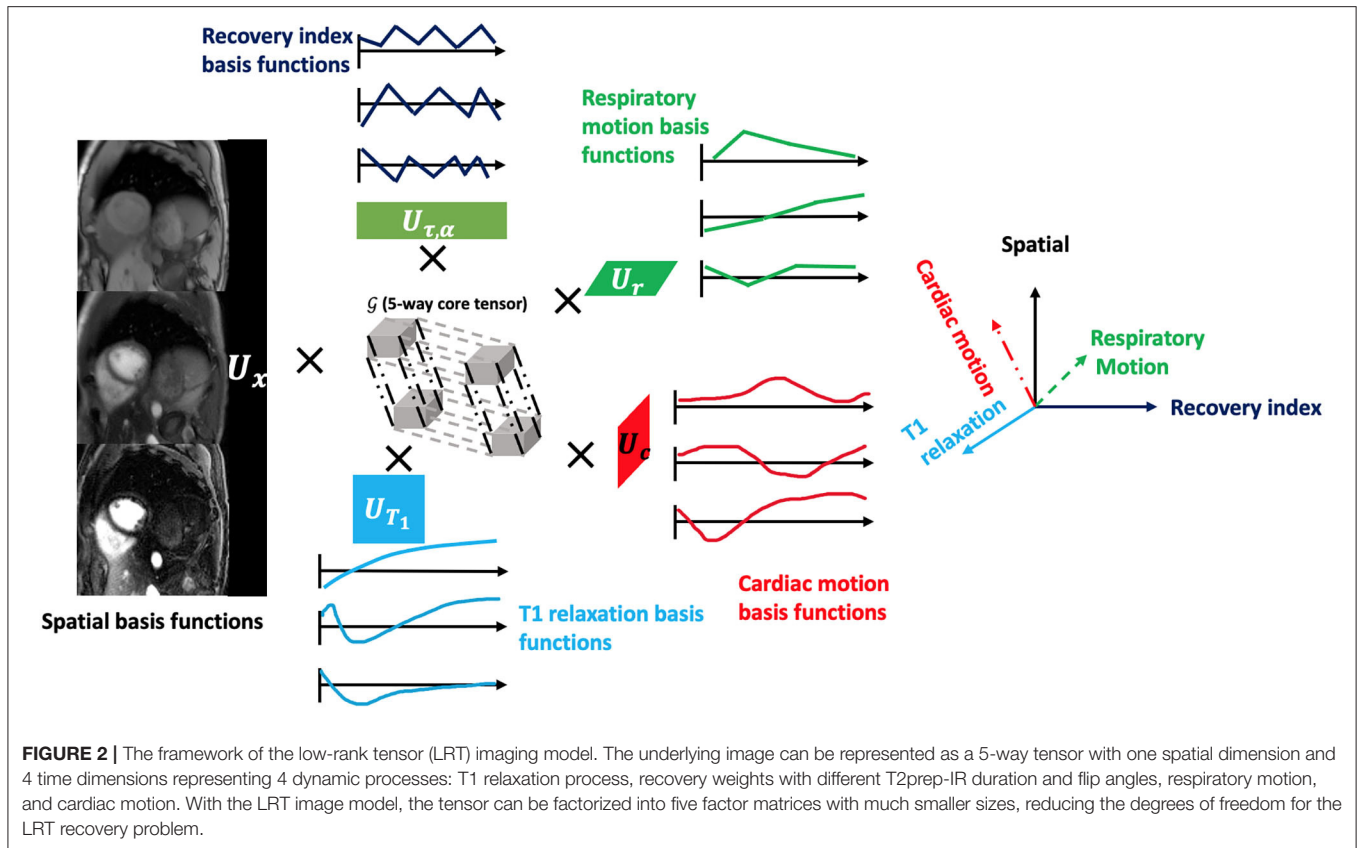 Recovery index
basis functions
Respiratory
motion basis
functions
U_{τ,α}
×
×
U_r
𝒢 (5-way core tensor)
U_x
×
×
U_c
×
U_{T_1}
Spatial basis functions
T1 relaxation basis
functions
Cardiac motion
basis functions
Spatial
Cardiac motion
Respiratory
Motion
Recovery index
T1
relaxation
FIGURE 2 | The framework of the low-rank tensor (LRT) imaging model. The underlying image can be represented as a 5-way tensor with one spatial dimension and
4 time dimensions representing 4 dynamic processes: T1 relaxation process, recovery weights with different T2prep-IR duration and flip angles, respiratory motion,
and cardiac motion. With the LRT image model, the tensor can be factorized into five factor matrices with much smaller sizes, reducing the degrees of freedom for the
LRT recovery problem.